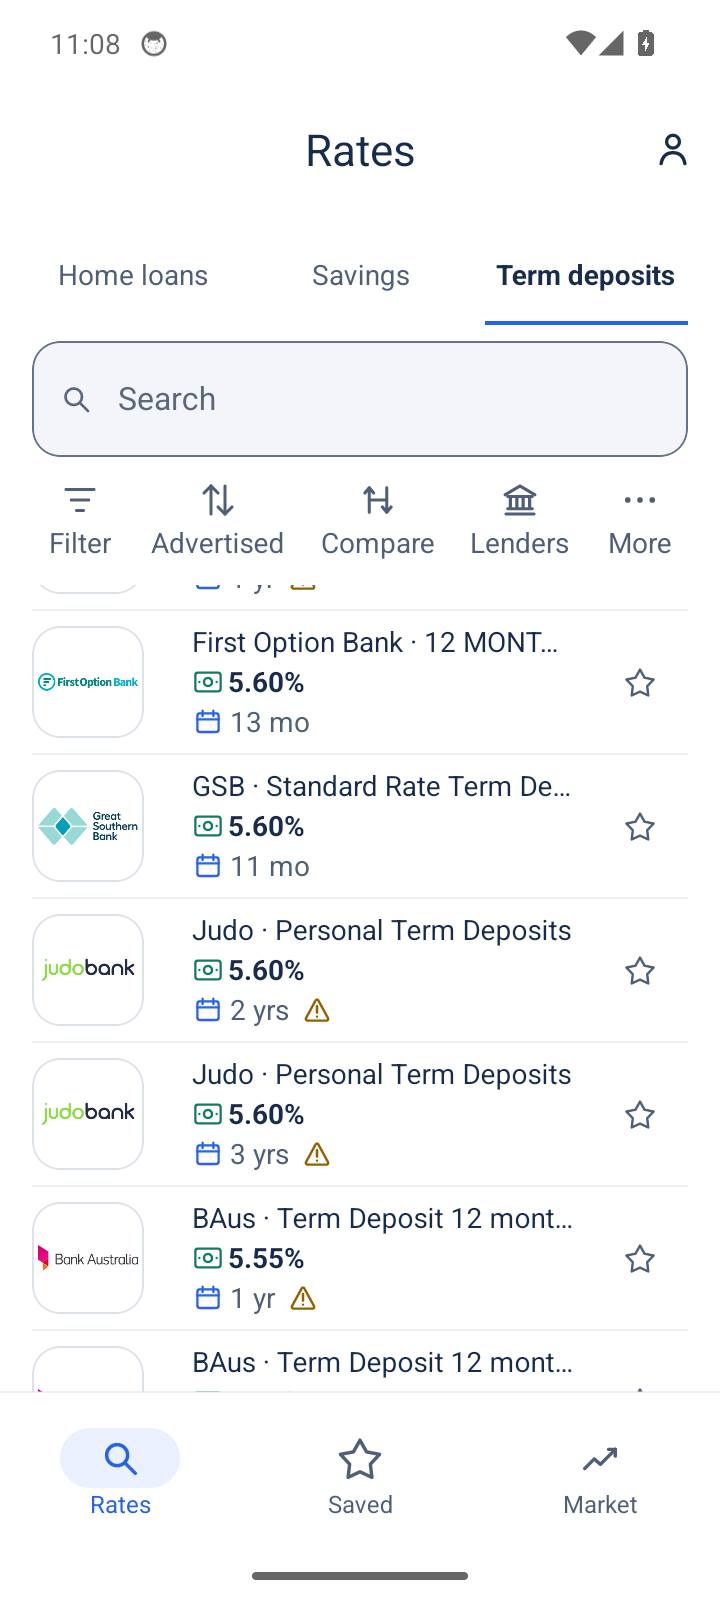 11:08
Rates
Home loans
Savings
Term deposits
Search
Filter
Advertised
Compare
Lenders
More
First Option Bank
First Option Bank · 12 MONT...
5.60%
13 mo
Great
Southern
Bank
GSB · Standard Rate Term De...
5.60%
11 mo
judobank
Judo · Personal Term Deposits
5.60%
2 yrs
judobank
Judo · Personal Term Deposits
5.60%
3 yrs
Bank Australia
BAus · Term Deposit 12 mont...
5.55%
1 yr
BAus · Term Deposit 12 mont...
Rates
Saved
Market